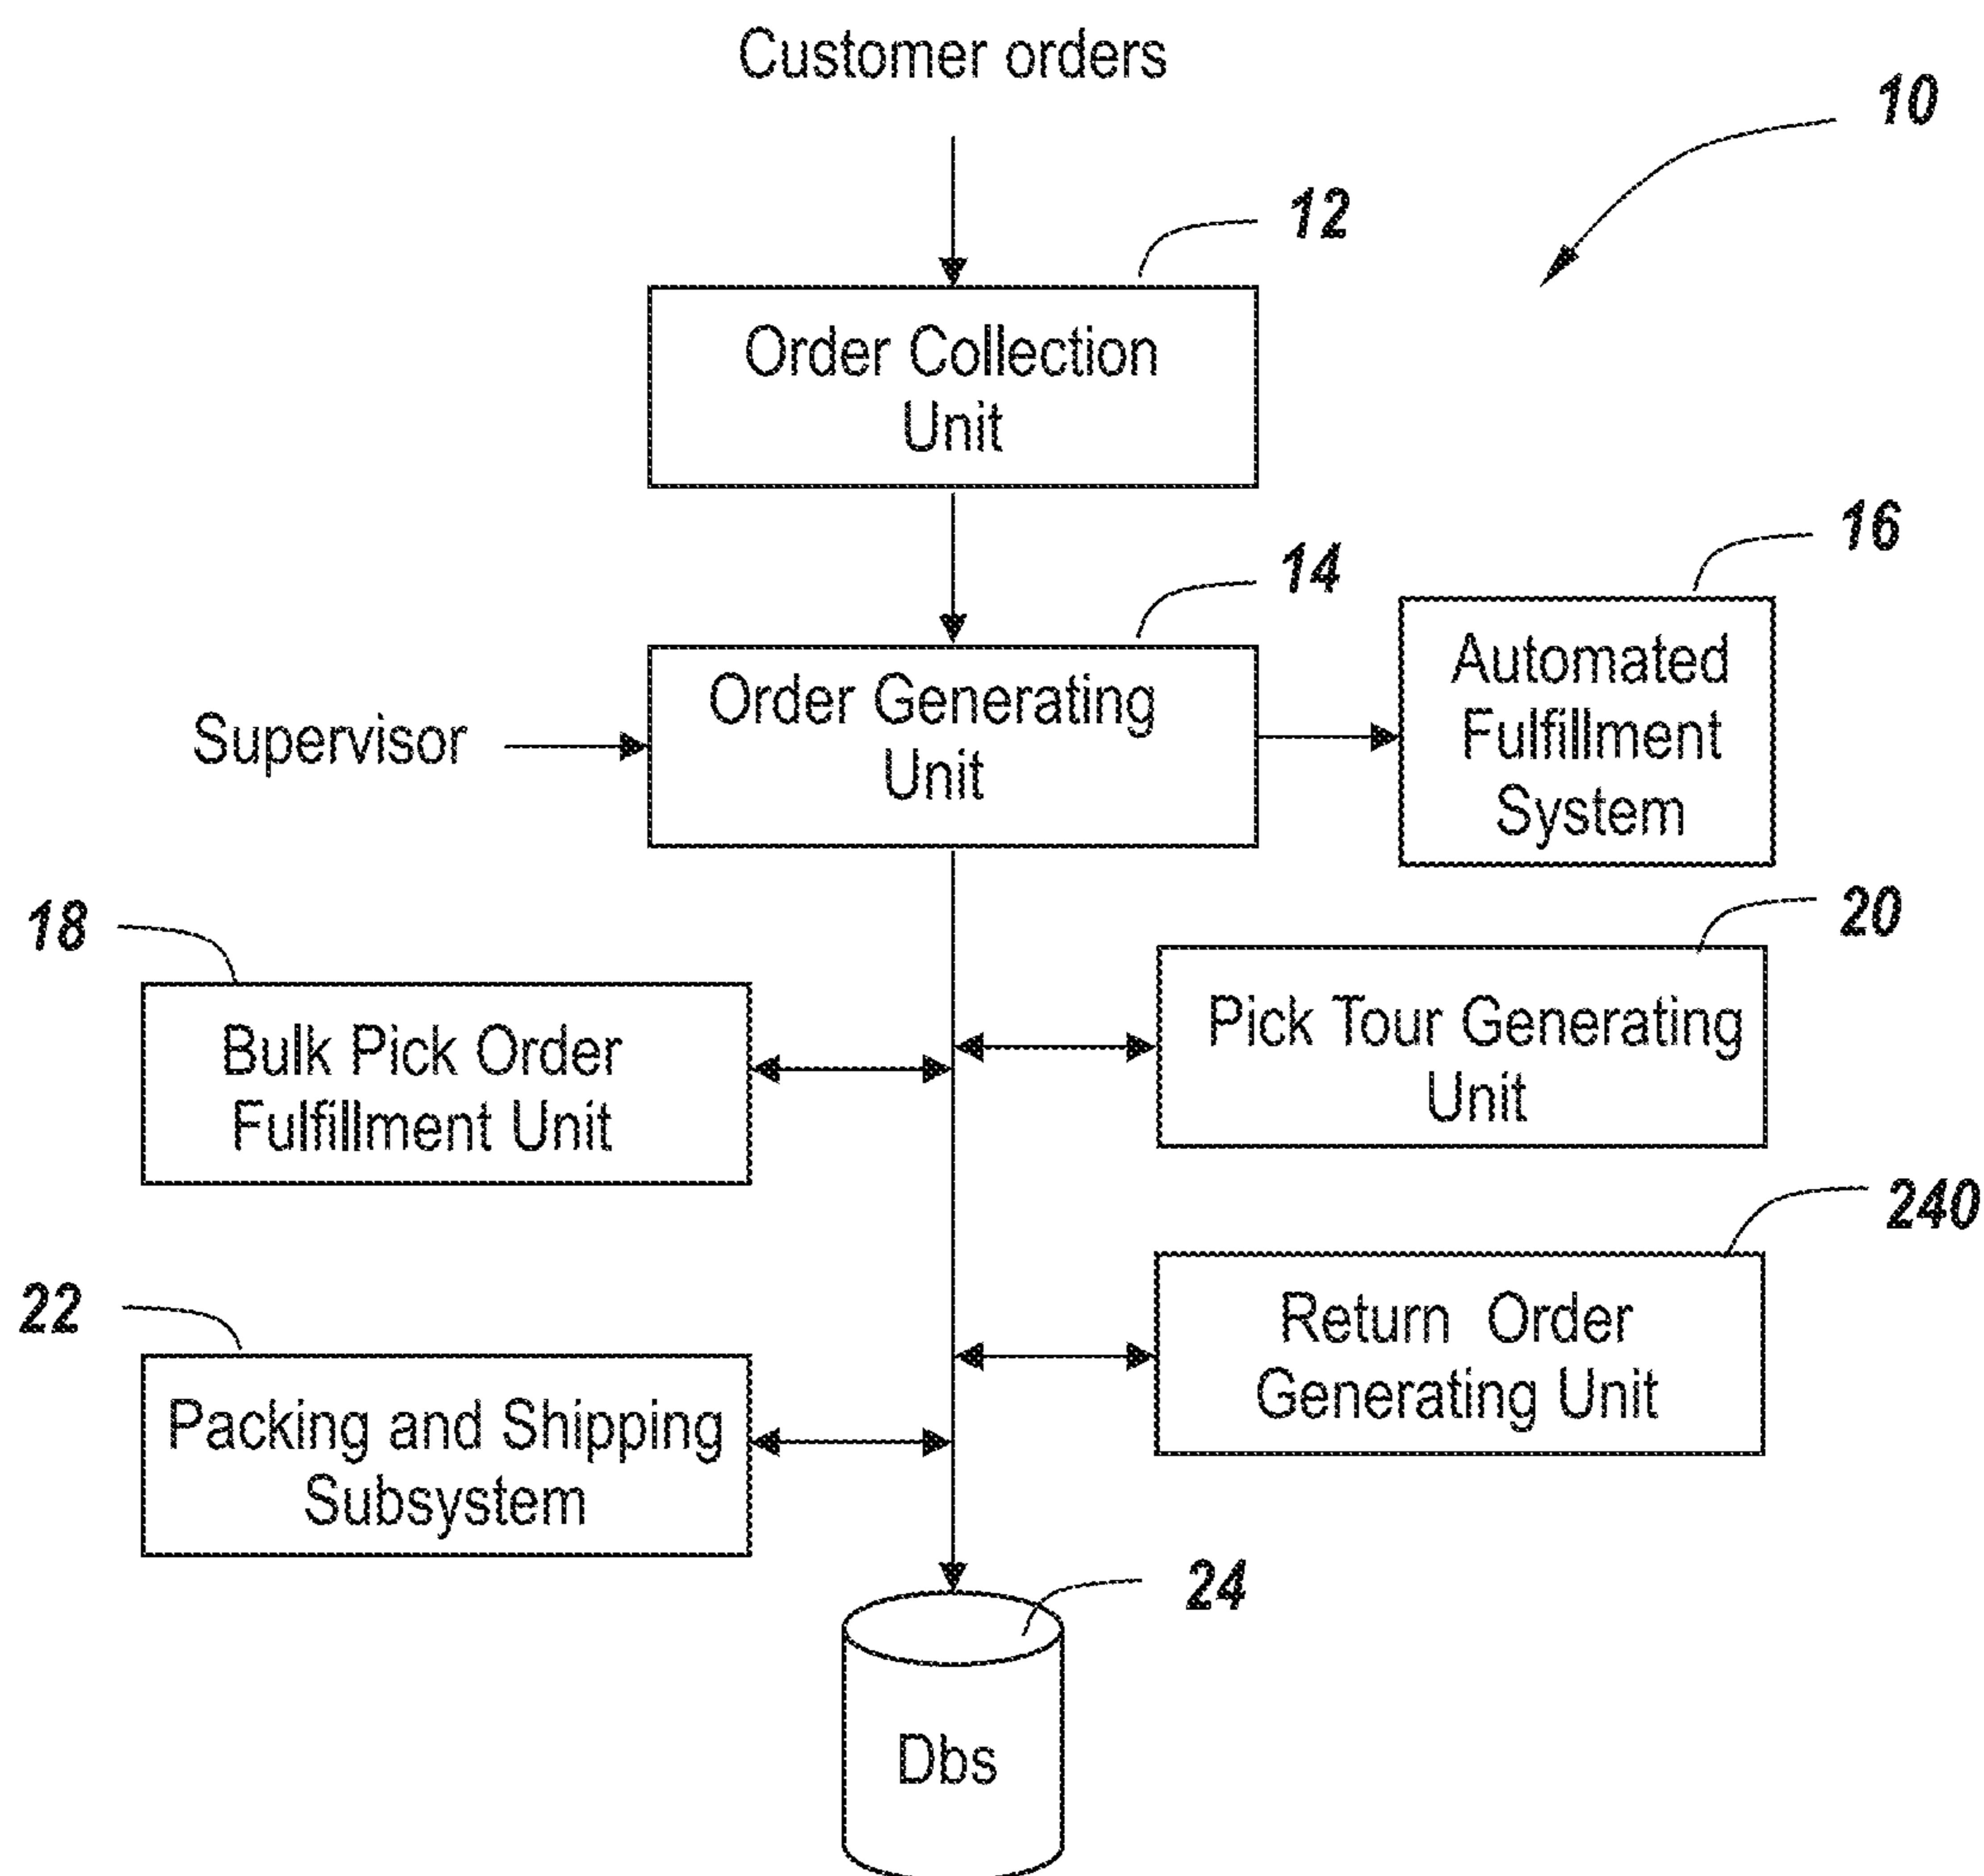 Customer orders
10
12
Order Collection
Unit
14
16
Supervisor
Order Generating
Unit
Automated
Fulfillment
System
18
20
Bulk Pick Order
Fulfillment Unit
Pick Tour Generating
Unit
240
22
Return Order
Generating Unit
Packing and Shipping
Subsystem
24
Dbs